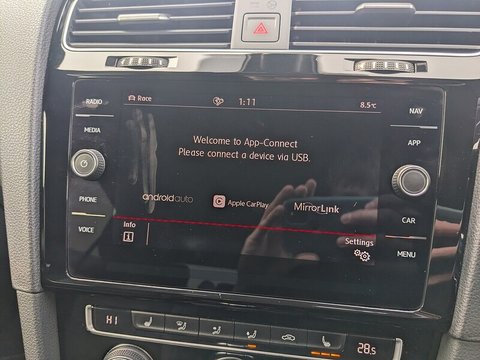 RADIO
MEDIA
PHONE
VOICE
Race
1:11
8.5°C
Welcome to App-Connect
Please connect a device via USB.
androidauto
Apple CarPlay
MirrorLink
Info
Settings
NAV
APP
CAR
MENU
HI
28.5